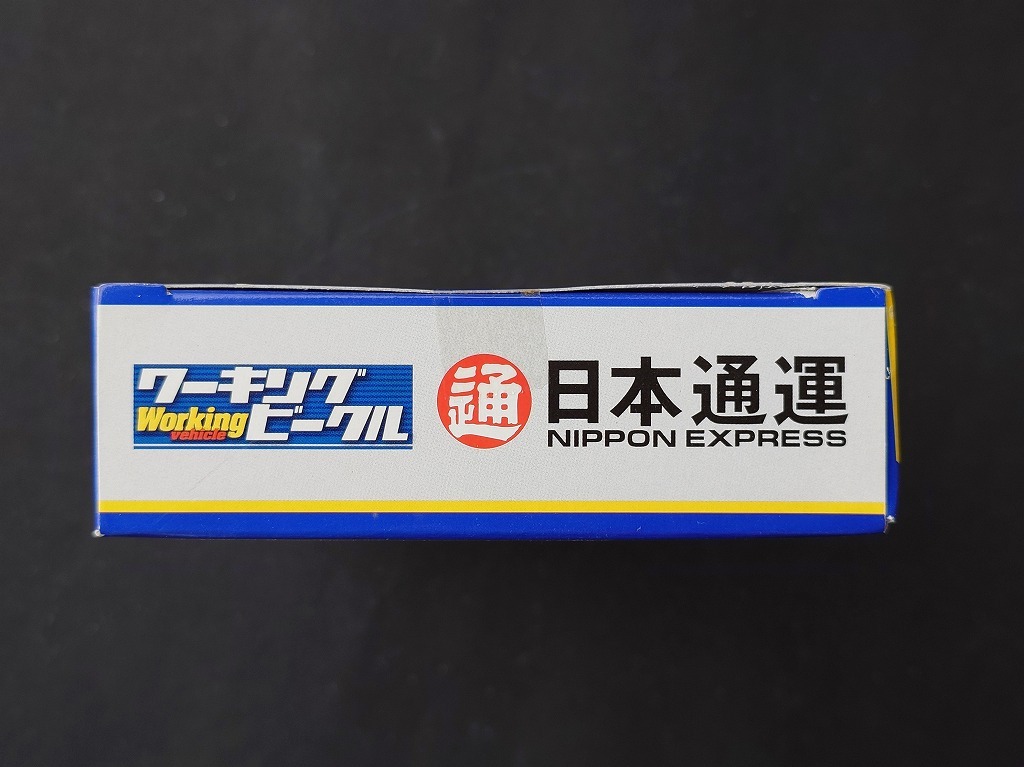 ワーキング
Working
vehicle
ビークル
通
日本通運
NIPPON EXPRESS